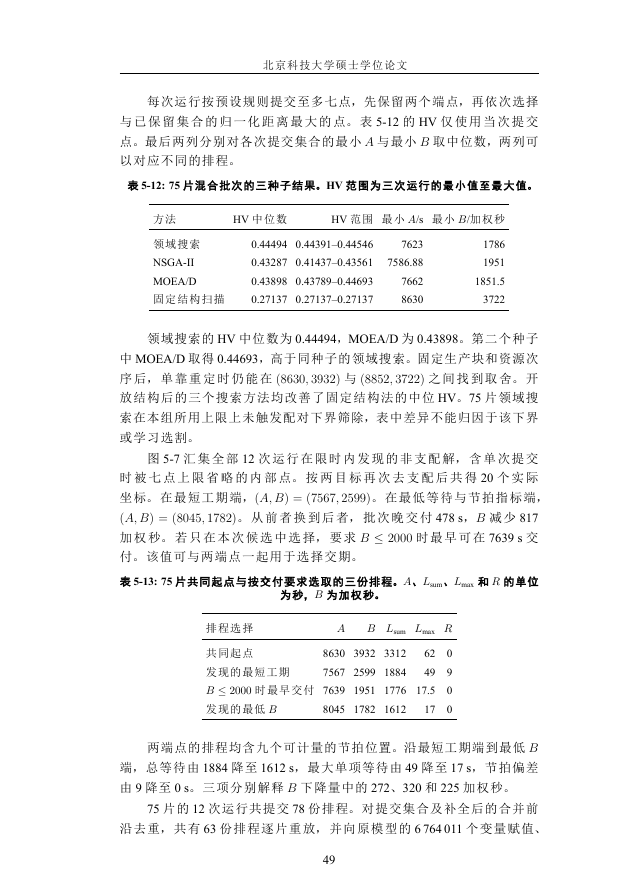 北京科技大学硕士学位论文
每次运行按预设规则提交至多七点，先保留两个端点，再依次选择
与已保留集合的归一化距离最大的点。表 5-12 的 HV 仅使用当次提交
点。最后两列分别对各次提交集合的最小 A 与最小 B 取中位数，两列可
以对应不同的排程。
表 5-12: 75 片混合批次的三种子结果。HV 范围为三次运行的最小值至最大值。
方法 HV 中位数 HV 范围 最小 A/s 最小 B/加权秒
领域搜索 0.44494 0.44391–0.44546 7623 1786
NSGA-II 0.43287 0.41437–0.43561 7586.88 1951
MOEA/D 0.43898 0.43789–0.44693 7662 1851.5
固定结构扫描 0.27137 0.27137–0.27137 8630 3722
领域搜索的 HV 中位数为 0.44494，MOEA/D 为 0.43898。第二个种子
中 MOEA/D 取得 0.44693，高于同种子的领域搜索。固定生产块和资源次
序后，单靠重定时仍能在 (8630, 3932) 与 (8852, 3722) 之间找到取舍。开
放结构后的三个搜索方法均改善了固定结构法的中位 HV。75 片领域搜
索在本组所用上限上未触发配对下界筛除，表中差异不能归因于该下界
或学习选割。
图 5-7 汇集全部 12 次运行在限时内发现的非支配解，含单次提交
时被七点上限省略的内部点。按两目标再次去支配后共得 20 个实际
坐标。在最短工期端，(A, B) = (7567, 2599)。在最低等待与节拍指标端，
(A, B) = (8045, 1782)。从前者换到后者，批次晚交付 478 s，B 减少 817
加权秒。若只在本次候选中选择，要求 B ≤ 2000 时最早可在 7639 s 交
付。该值可与两端点一起用于选择交期。
表 5-13: 75 片共同起点与按交付要求选取的三份排程。A、Lsum、Lmax 和 R 的单位
为秒，B 为加权秒。
排程选择 A B Lsum Lmax R
共同起点 8630 3932 3312 62 0
发现的最短工期 7567 2599 1884 49 9
B ≤ 2000 时最早交付 7639 1951 1776 17.5 0
发现的最低 B 8045 1782 1612 17 0
两端点的排程均含九个可计量的节拍位置。沿最短工期端到最低 B
端，总等待由 1884 降至 1612 s，最大单项等待由 49 降至 17 s，节拍偏差
由 9 降至 0 s。三项分别解释 B 下降量中的 272、320 和 225 加权秒。
75 片的 12 次运行共提交 78 份排程。对提交集合及补全后的合并前
沿去重，共有 63 份排程逐片重放，并向原模型的 6 764 011 个变量赋值、
49